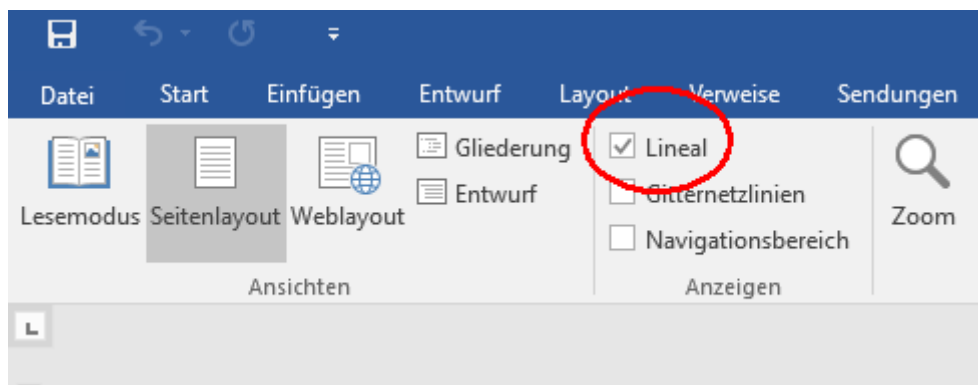 Datei Start Einfügen Entwurf Layout Verweise Sendungen
Lesemodus Seitenlayout Weblayout
Gliederung
Entwurf
Ansichten
Lineal
Gitternetzlinien
Navigationsbereich
Anzeigen
Zoom